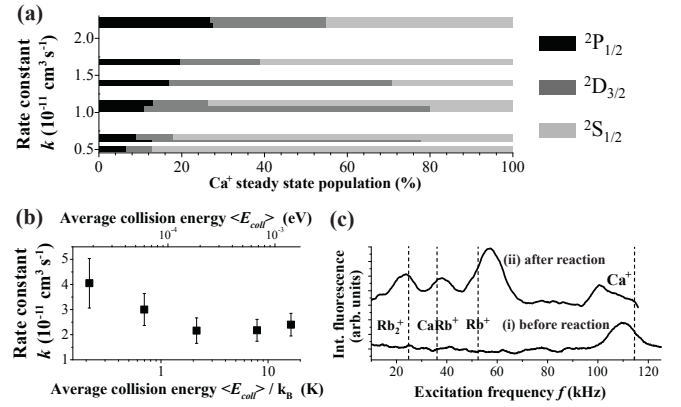 (a)
Rate constant
k (10⁻¹¹ cm³ s⁻¹)
2.0
1.5
1.0
0.5
0 20 40 60 80 100
Ca⁺ steady state population (%)
²P₁/₂
²D₃/₂
²S₁/₂
(b)
Average collision energy <E_coll> (eV)
10⁻⁴ 10⁻³
Rate constant
k (10⁻¹¹ cm³ s⁻¹)
5
4
3
2
1
1 10
Average collision energy <E_coll> / k_B (K)
(c)
Int. fluorescence
(arb. units)
(ii) after reaction
Ca⁺
Rb₂⁺ CaRb⁺ Rb⁺
(i) before reaction
20 40 60 80 100 120
Excitation frequency f (kHz)